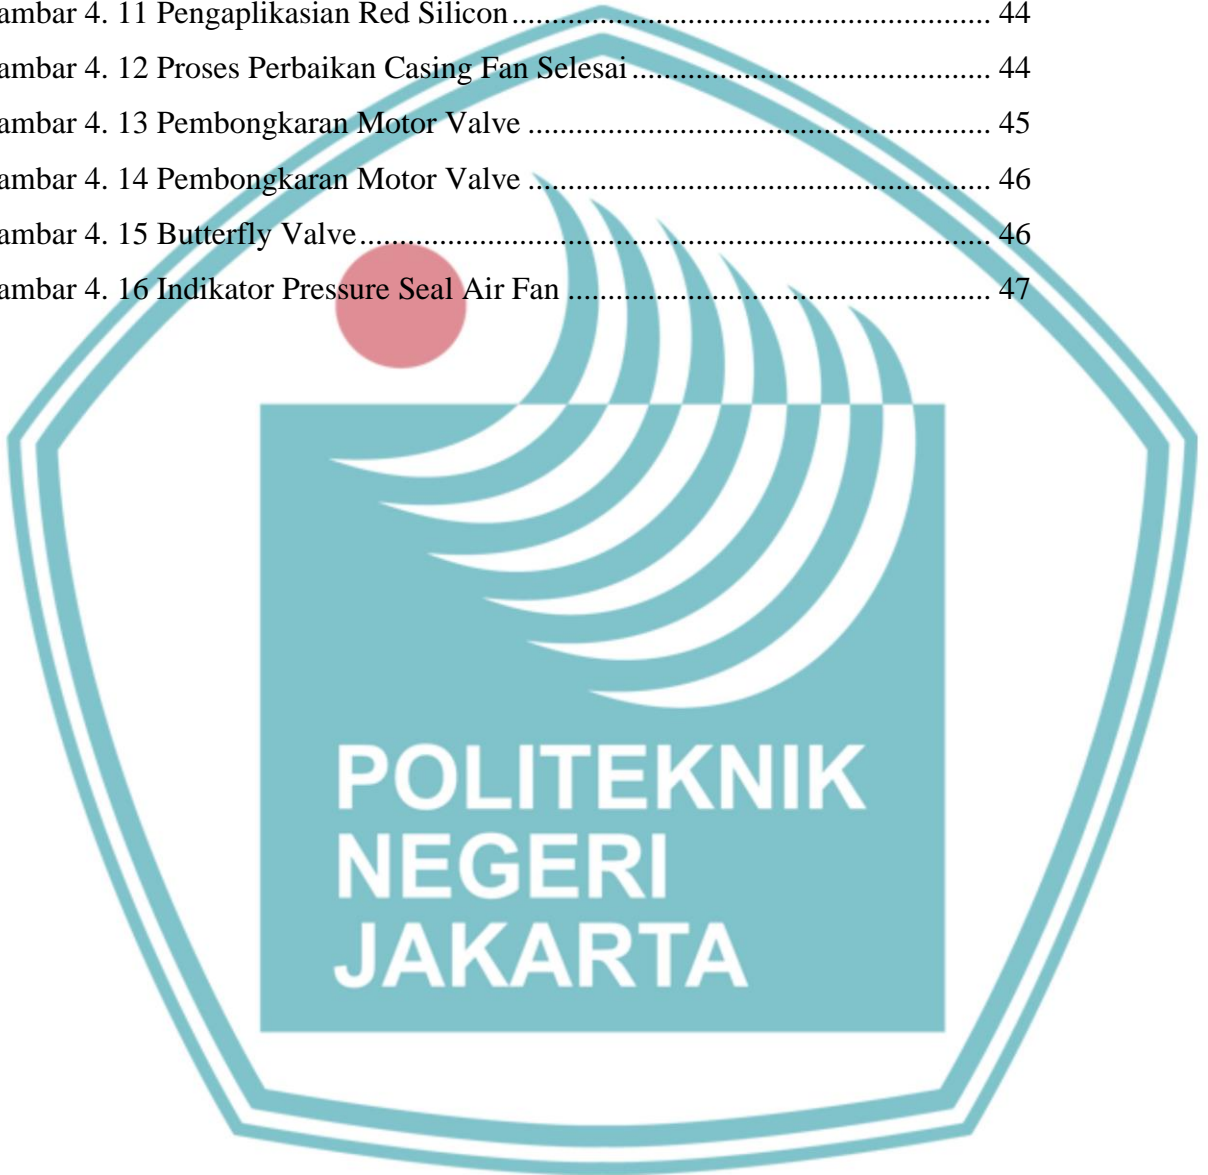 ambar 4. 11 Pengaplikasian Red Silicon............................................................ 44
ambar 4. 12 Proses Perbaikan Casing Fan Selesai............................................. 44
ambar 4. 13 Pembongkaran Motor Valve .......................................................... 45
ambar 4. 14 Pembongkaran Motor Valve .......................................................... 46
ambar 4. 15 Butterfly Valve............................................................................... 46
ambar 4. 16 Indikator Pressure Seal Air Fan ..................................................... 47
POLITEKNIK
NEGERI
JAKARTA